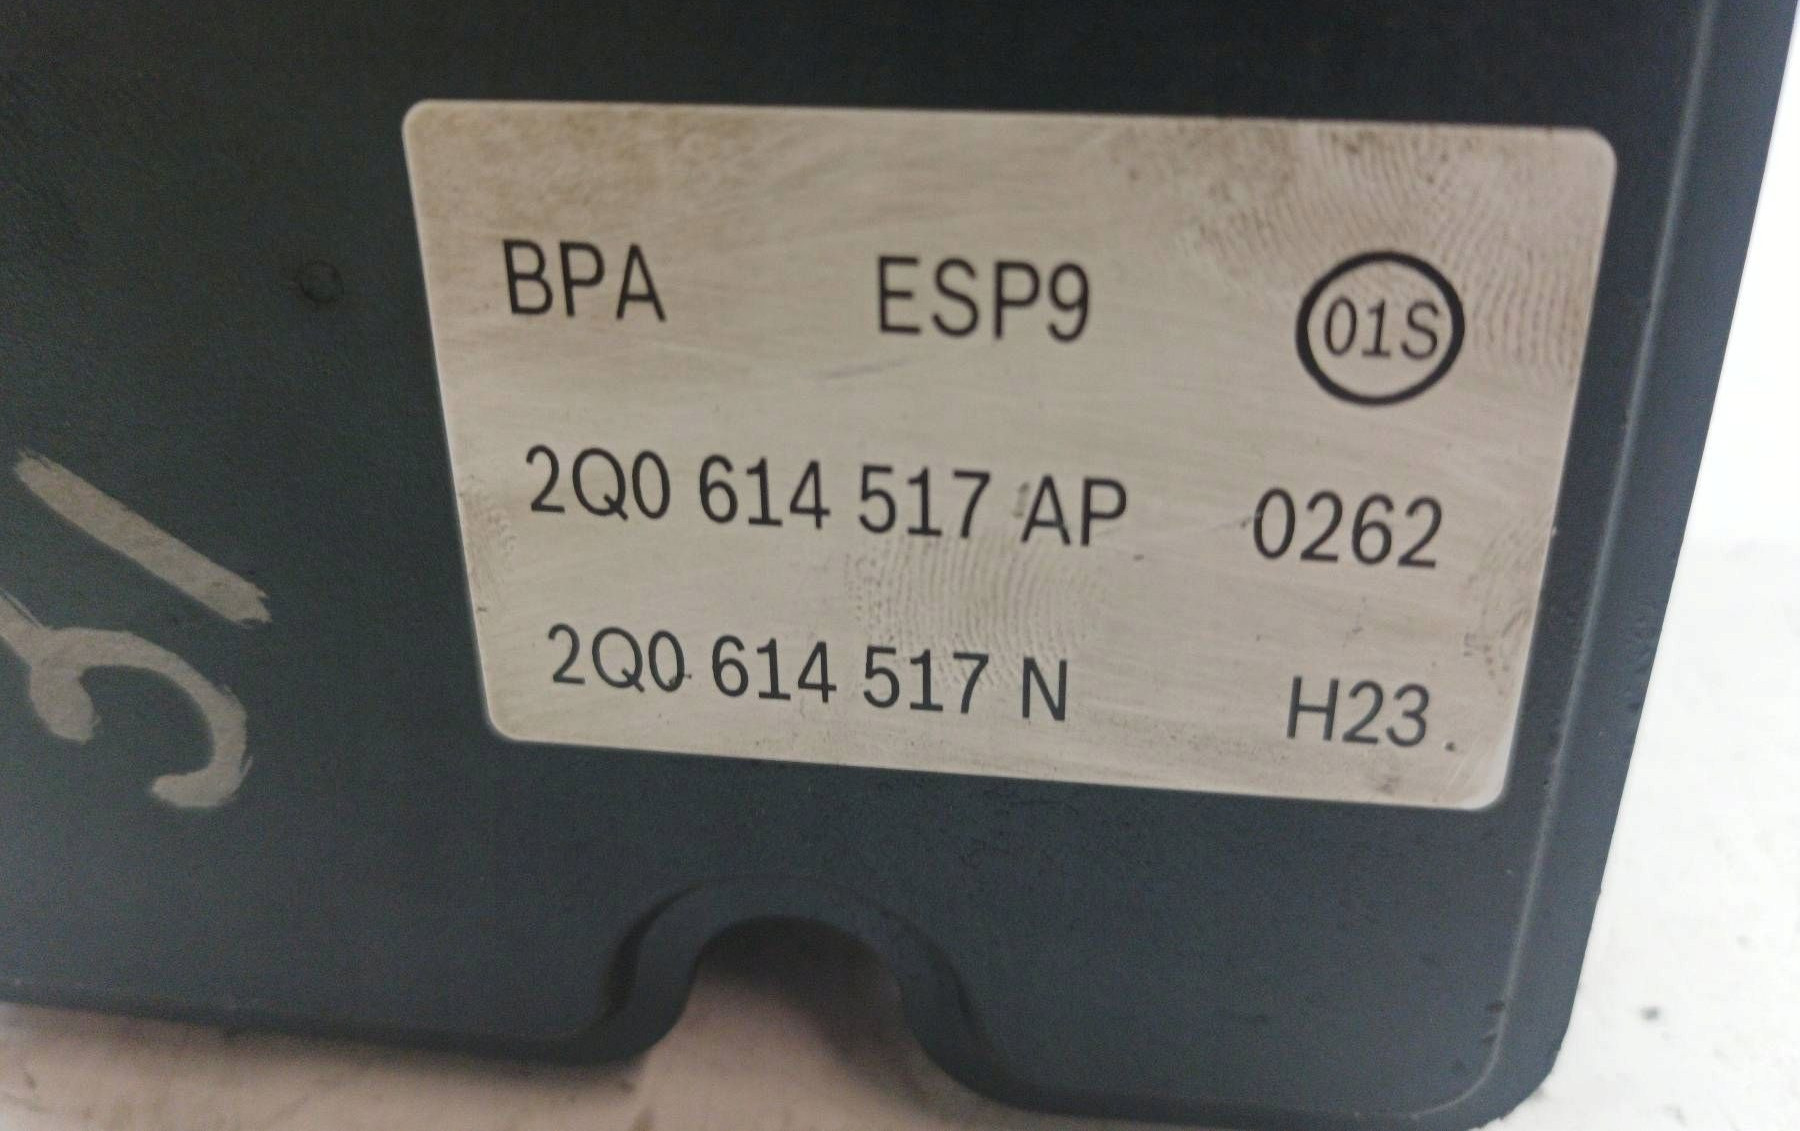 BPA ESP9 01S
2Q0 614 517 AP 0262
2Q0 614 517 N H23